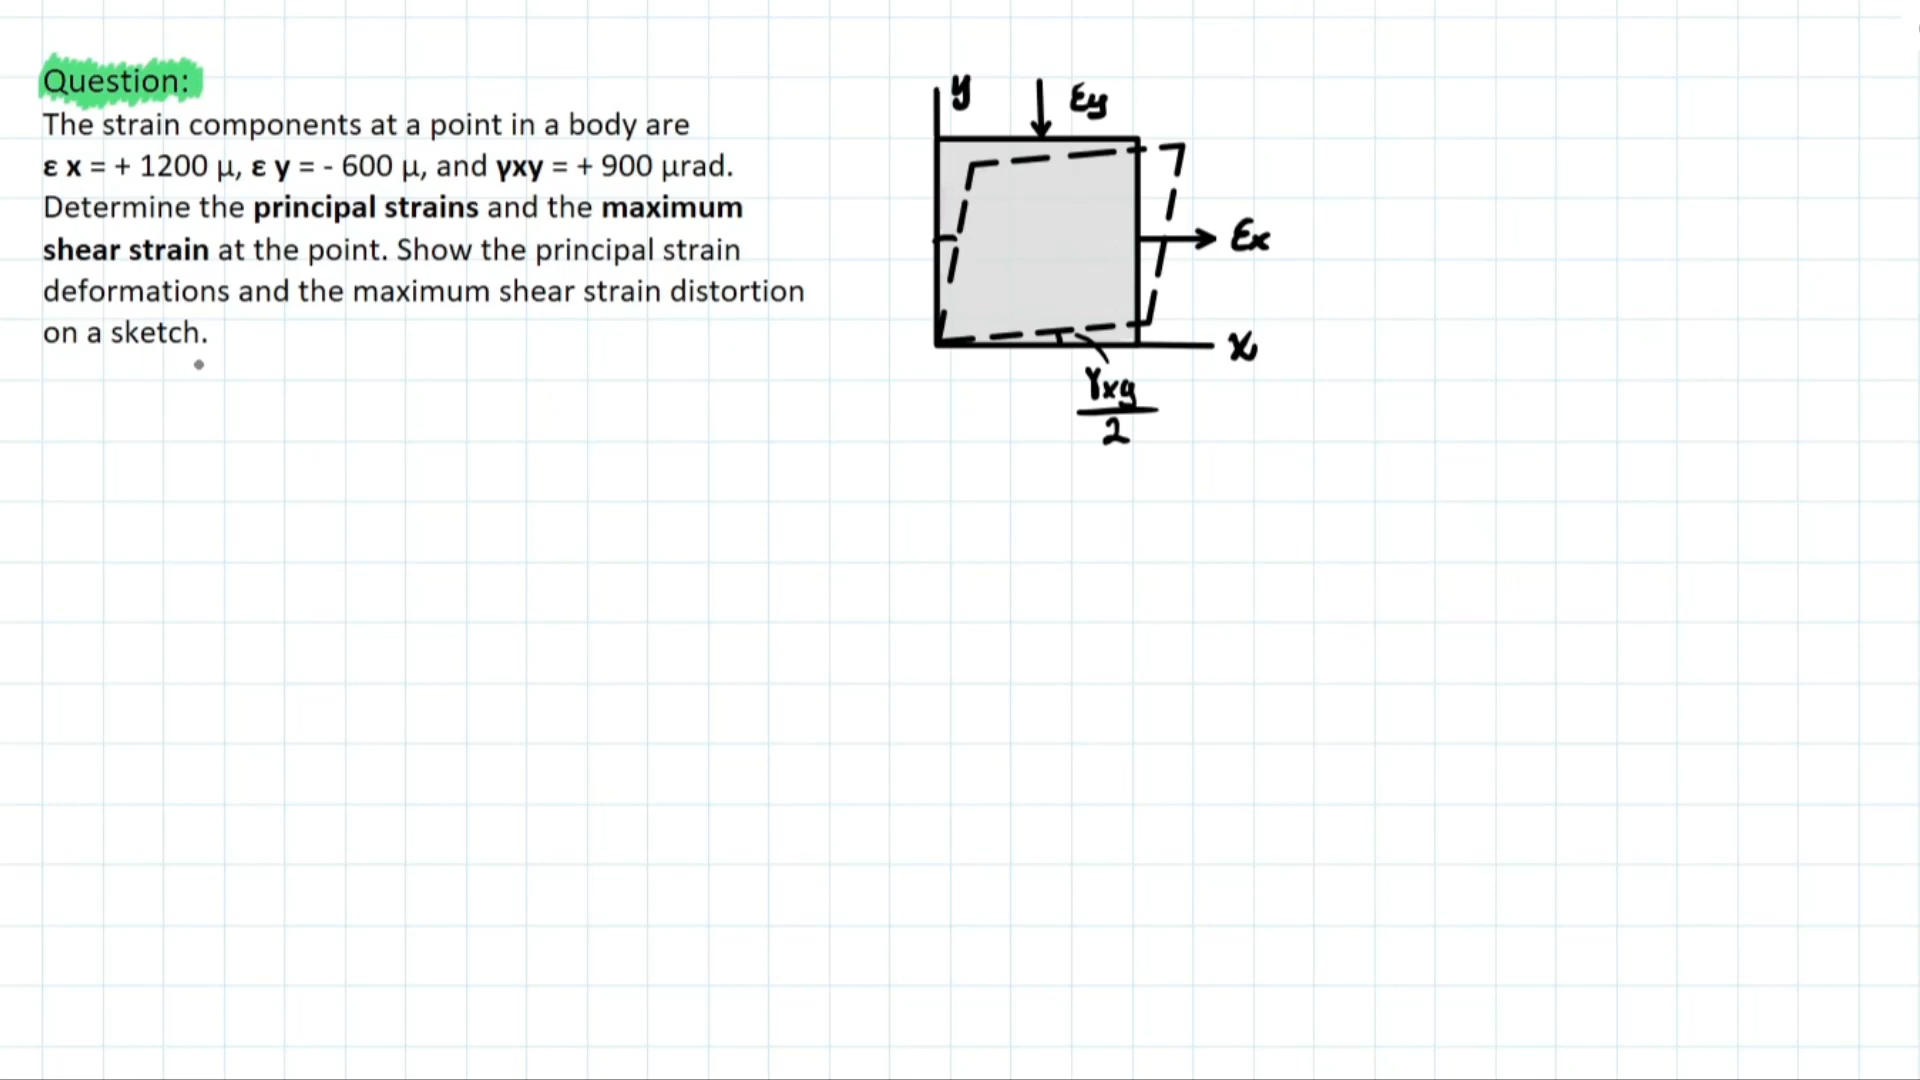 Question:
The strain components at a point in a body are
ε x = + 1200 μ, ε y = - 600 μ, and γxy = + 900 μrad.
Determine the principal strains and the maximum
shear strain at the point. Show the principal strain
deformations and the maximum shear strain distortion
on a sketch.
y
εy
εx
x
γxy
2